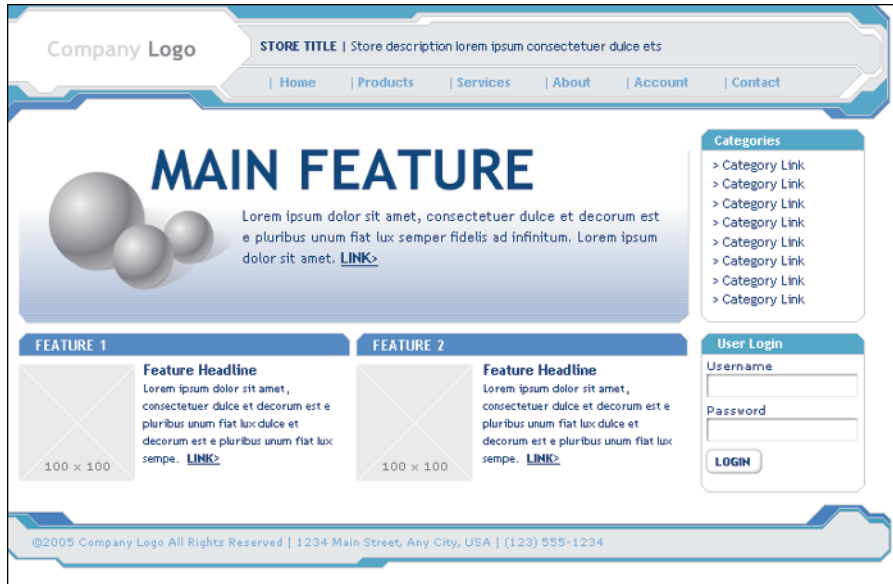 Company Logo
STORE TITLE | Store description lorem ipsum consectetuer dulce ets
| Home | Products | Services | About | Account | Contact
MAIN FEATURE
Lorem ipsum dolor sit amet, consectetuer dulce et decorum est
e pluribus unum fiat lux semper fidelis ad infinitum. Lorem ipsum
dolor sit amet. LINK>
Categories
> Category Link
> Category Link
> Category Link
> Category Link
> Category Link
> Category Link
> Category Link
> Category Link
FEATURE 1
100 x 100
Feature Headline
Lorem ipsum dolor sit amet,
consectetuer dulce et decorum est e
pluribus unum fiat lux dulce et
decorum est e pluribus unum fiat lux
sempe. LINK>
FEATURE 2
100 x 100
Feature Headline
Lorem ipsum dolor sit amet,
consectetuer dulce et decorum est e
pluribus unum fiat lux dulce et
decorum est e pluribus unum fiat lux
sempe. LINK>
User Login
Username
Password
LOGIN
©2005 Company Logo All Rights Reserved | 1234 Main Street, Any City, USA | (123) 555-1234